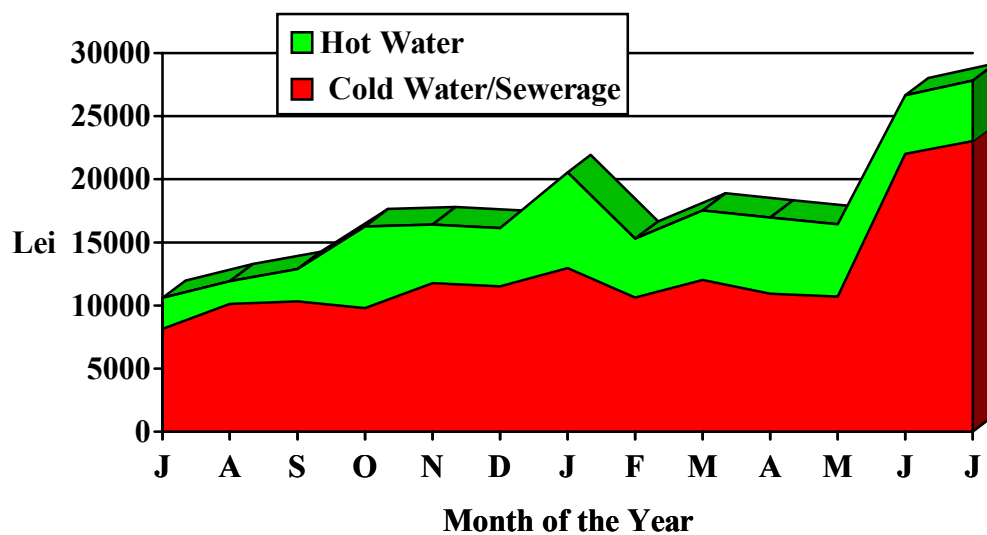 Hot Water
Cold Water/Sewerage
30000
25000
20000
15000
10000
5000
0
Lei
J A S O N D J F M A M J J
Month of the Year